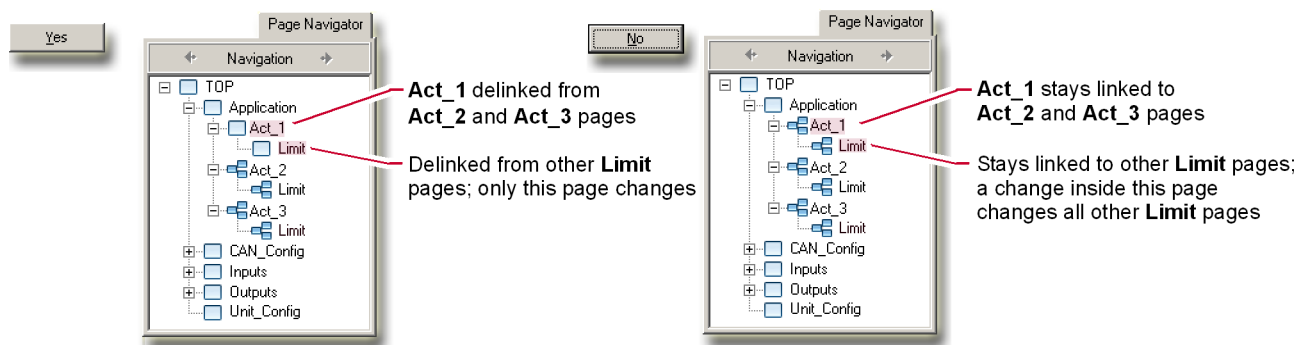 Yes
Page Navigator
Navigation
TOP
Application
Act_1
Limit
Act_2
Limit
Act_3
Limit
CAN_Config
Inputs
Outputs
Unit_Config
Act_1 delinked from
Act_2 and Act_3 pages
Delinked from other Limit
pages; only this page changes
No
Page Navigator
Navigation
TOP
Application
Act_1
Limit
Act_2
Limit
Act_3
Limit
CAN_Config
Inputs
Outputs
Unit_Config
Act_1 stays linked to
Act_2 and Act_3 pages
Stays linked to other Limit pages;
a change inside this page
changes all other Limit pages